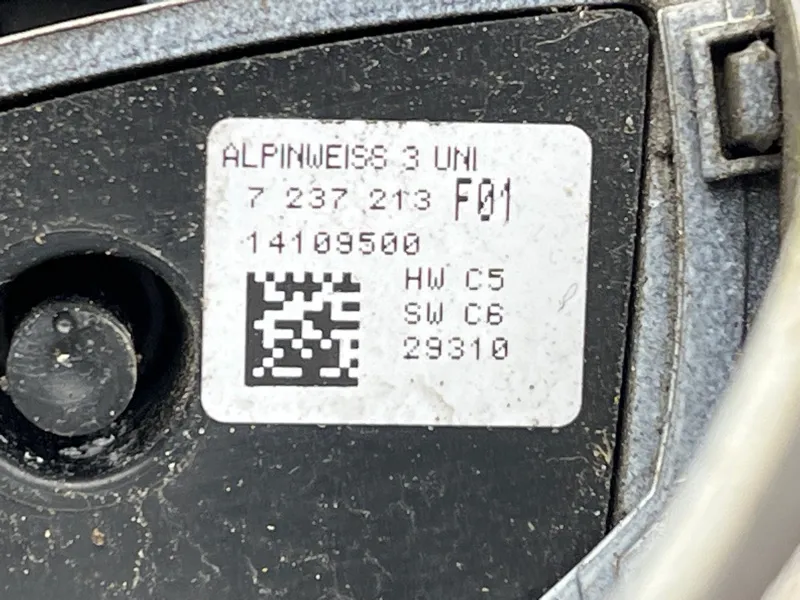 ALPINWEISS 3 UNI
7 237 213 F01
14109500
HW C5
SW C6
29310